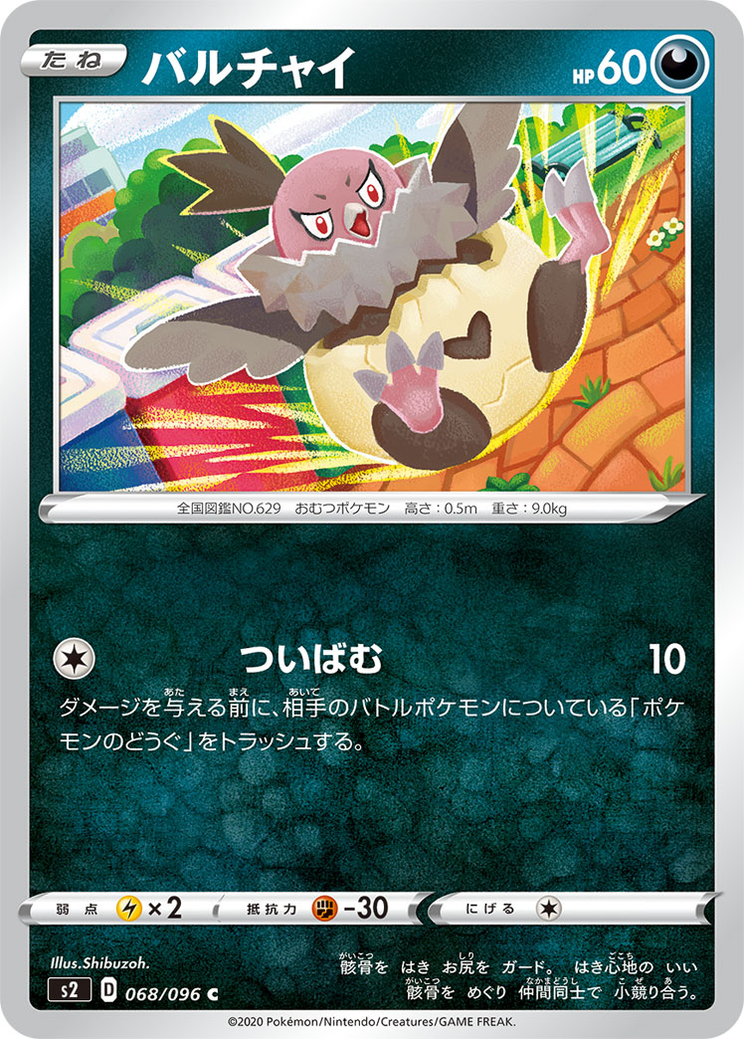 たね バルチャイ HP60
全国図鑑NO.629 おむつポケモン 高さ：0.5m 重さ：9.0kg
ついばむ 10
ダメージを与える前に、相手のバトルポケモンについている「ポケ
モンのどうぐ」をトラッシュする。
弱点 ×2 抵抗力 -30 にげる
Illus.Shibuzoh.
骸骨を はき お尻を ガード。 はき心地の いい
骸骨を めぐり 仲間同士で 小競り合う。
s2 D 068/096 C
©2020 Pokémon/Nintendo/Creatures/GAME FREAK.